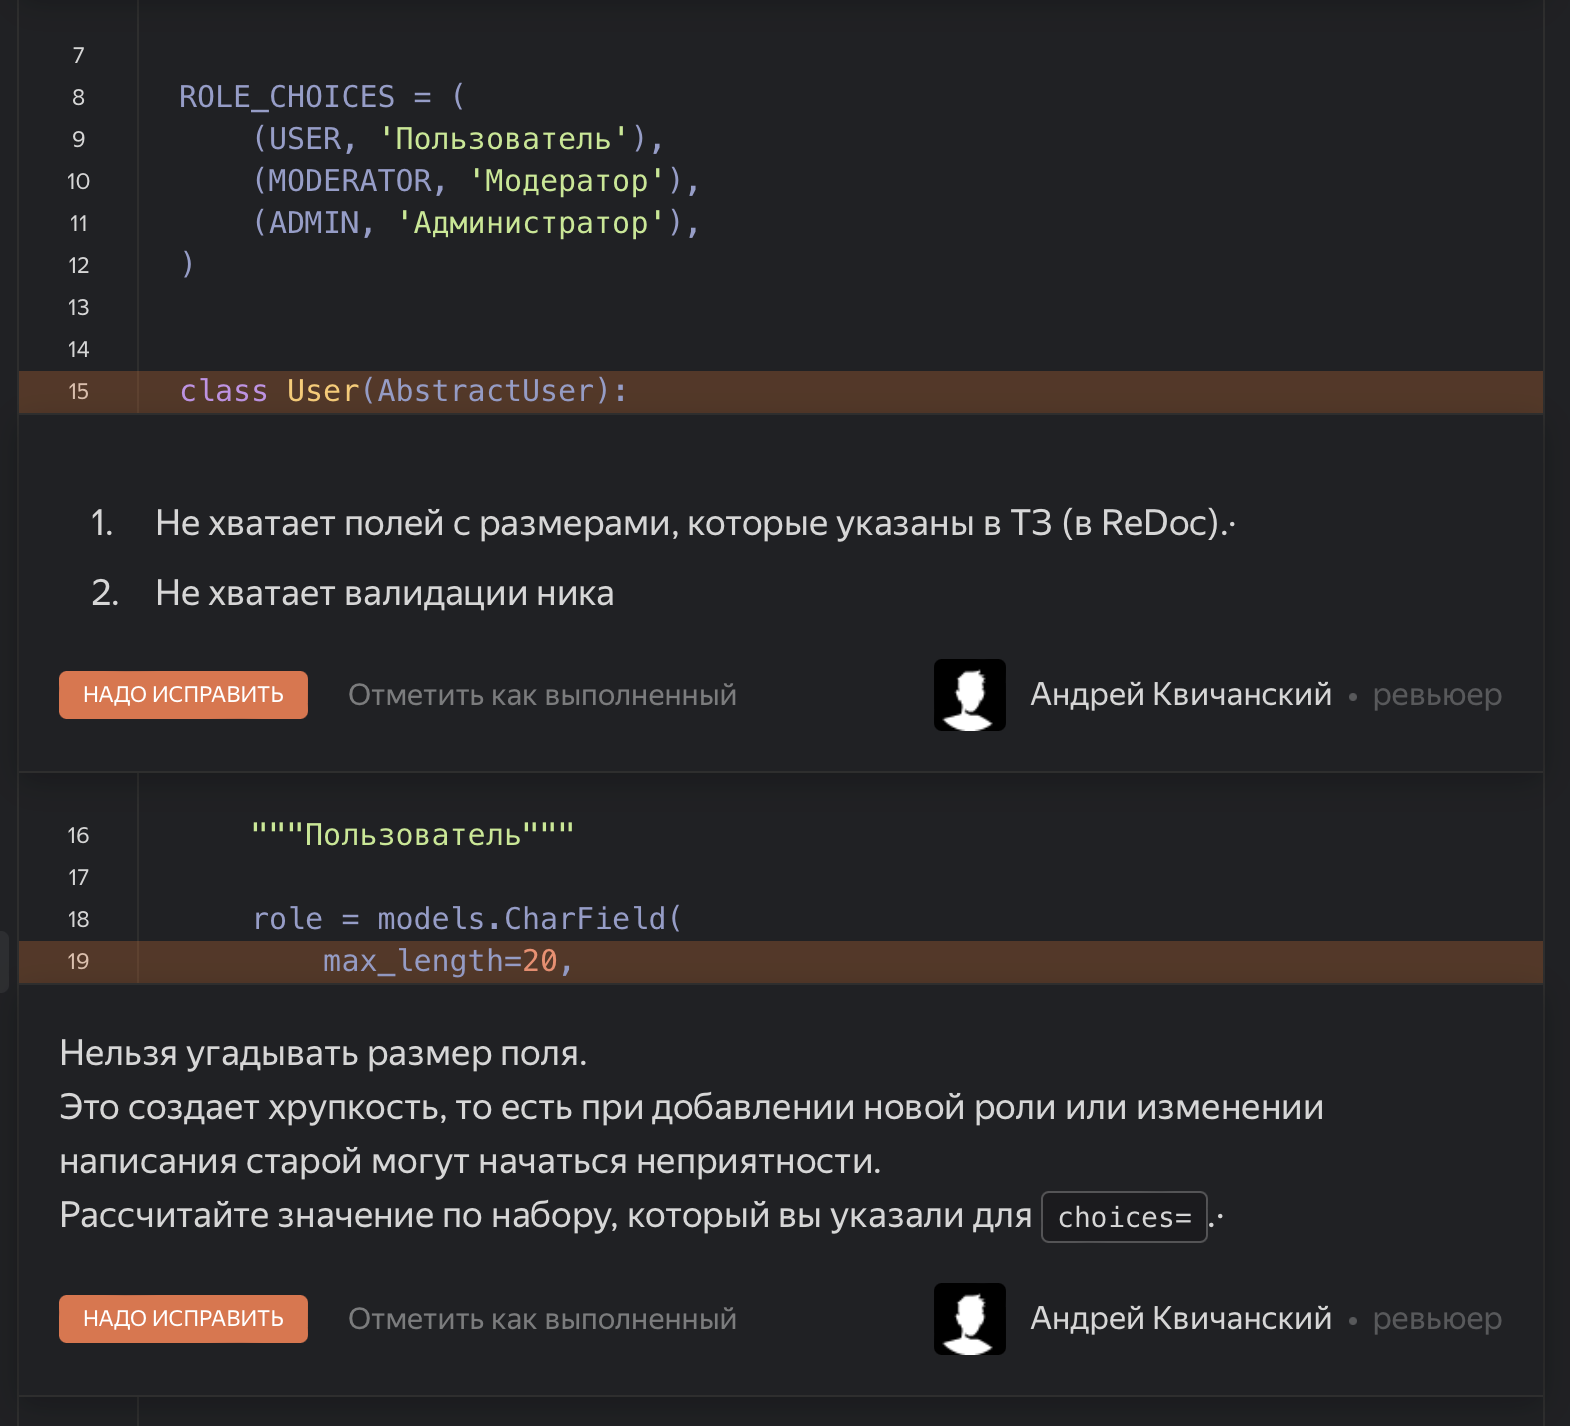 7
8 ROLE_CHOICES = (
9     (USER, 'Пользователь'),
10     (MODERATOR, 'Модератор'),
11     (ADMIN, 'Администратор'),
12 )
13
14
15 class User(AbstractUser):
1. Не хватает полей с размерами, которые указаны в ТЗ (в ReDoc).·
2. Не хватает валидации ника
НАДО ИСПРАВИТЬ Отметить как выполненный Андрей Квичанский • ревьюер
16     """Пользователь"""
17
18     role = models.CharField(
19         max_length=20,
Нельзя угадывать размер поля.
Это создает хрупкость, то есть при добавлении новой роли или изменении
написания старой могут начаться неприятности.
Рассчитайте значение по набору, который вы указали для choices= .·
НАДО ИСПРАВИТЬ Отметить как выполненный Андрей Квичанский • ревьюер